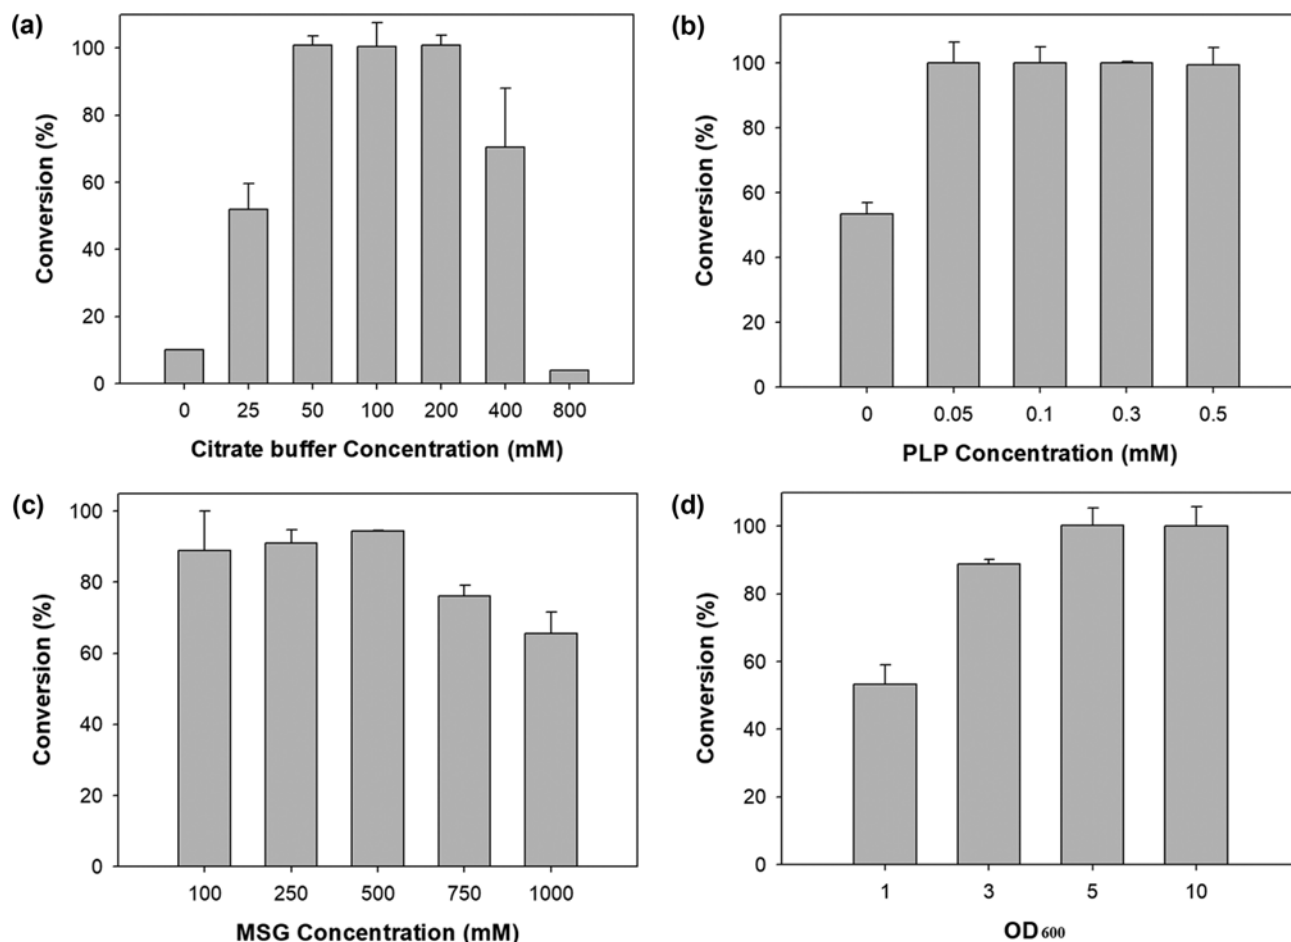 (a)
Conversion (%)
100
80
60
40
20
0
0 25 50 100 200 400 800
Citrate buffer Concentration (mM)
(b)
Conversion (%)
100
80
60
40
20
0
0 0.05 0.1 0.3 0.5
PLP Concentration (mM)
(c)
Conversion (%)
100
80
60
40
20
0
100 250 500 750 1000
MSG Concentration (mM)
(d)
Conversion (%)
100
80
60
40
20
0
1 3 5 10
OD600